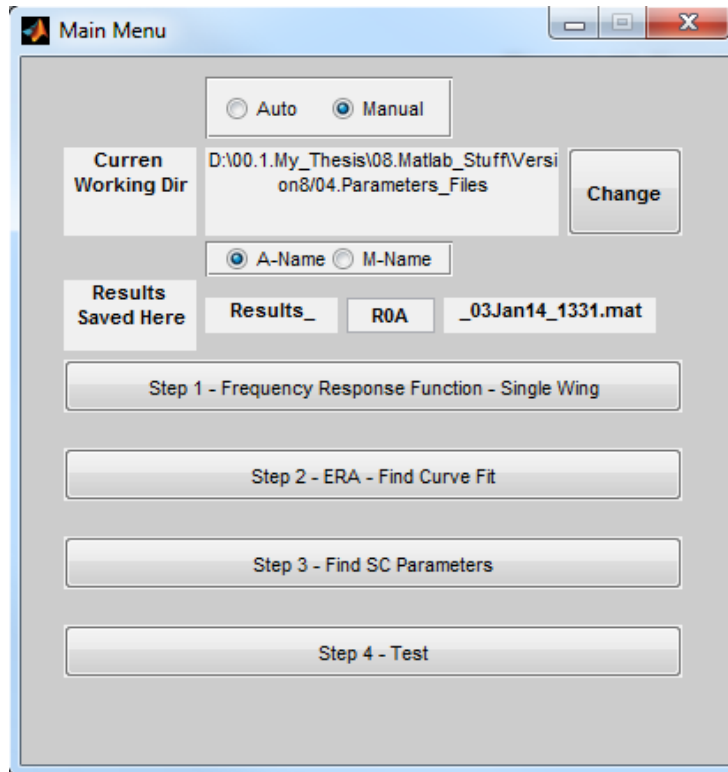 Main Menu
Auto Manual
Curren
Working Dir
D:\00.1.My_Thesis\08.Matlab_Stuff\Versi
on8/04.Parameters_Files
Change
A-Name M-Name
Results
Saved Here
Results_ R0A _03Jan14_1331.mat
Step 1 - Frequency Response Function - Single Wing
Step 2 - ERA - Find Curve Fit
Step 3 - Find SC Parameters
Step 4 - Test